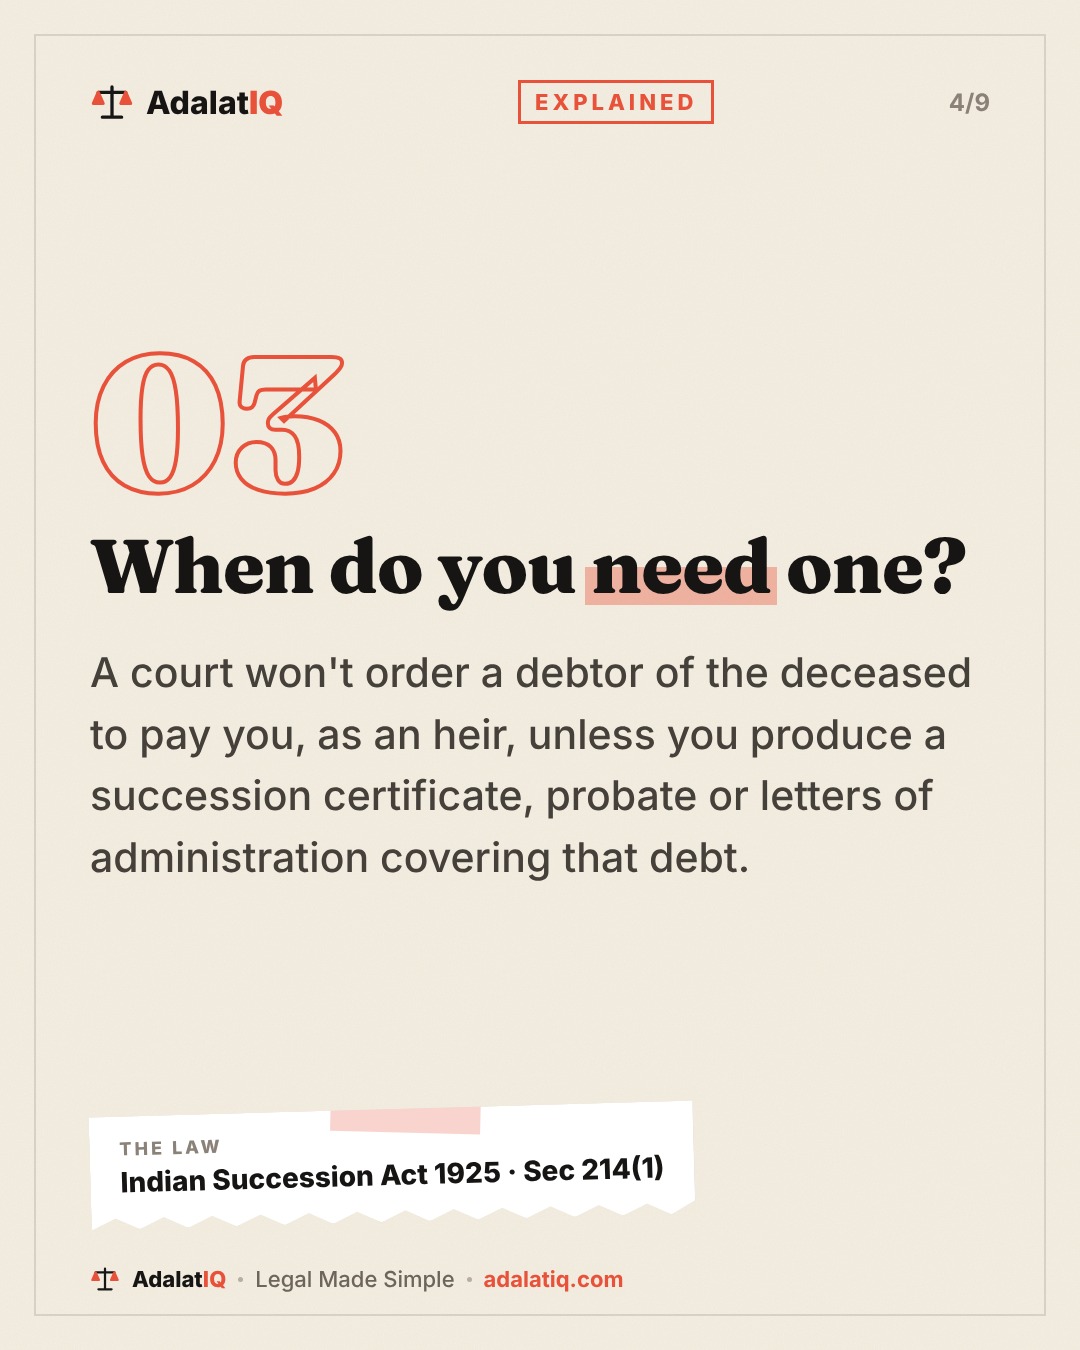 AdalatIQ
EXPLAINED
4/9
03
When do you need one?
A court won't order a debtor of the deceased
to pay you, as an heir, unless you produce a
succession certificate, probate or letters of
administration covering that debt.
THE LAW
Indian Succession Act 1925 · Sec 214(1)
AdalatIQ • Legal Made Simple • adalatiq.com